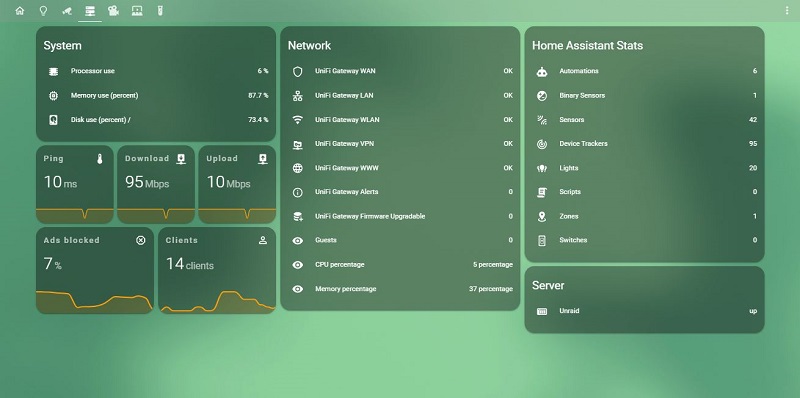 System
Processor use 6 %
Memory use (percent) 87.7 %
Disk use (percent) / 73.4 %
Ping
10 ms
Download
95 Mbps
Upload
10 Mbps
Ads blocked
7 %
Clients
14 clients
Network
UniFi Gateway WAN OK
UniFi Gateway LAN OK
UniFi Gateway WLAN OK
UniFi Gateway VPN OK
UniFi Gateway WWW OK
UniFi Gateway Alerts 0
UniFi Gateway Firmware Upgradable 0
Guests 0
CPU percentage 5 percentage
Memory percentage 37 percentage
Home Assistant Stats
Automations 6
Binary Sensors 1
Sensors 42
Device Trackers 95
Lights 20
Scripts 0
Zones 1
Switches 0
Server
Unraid up